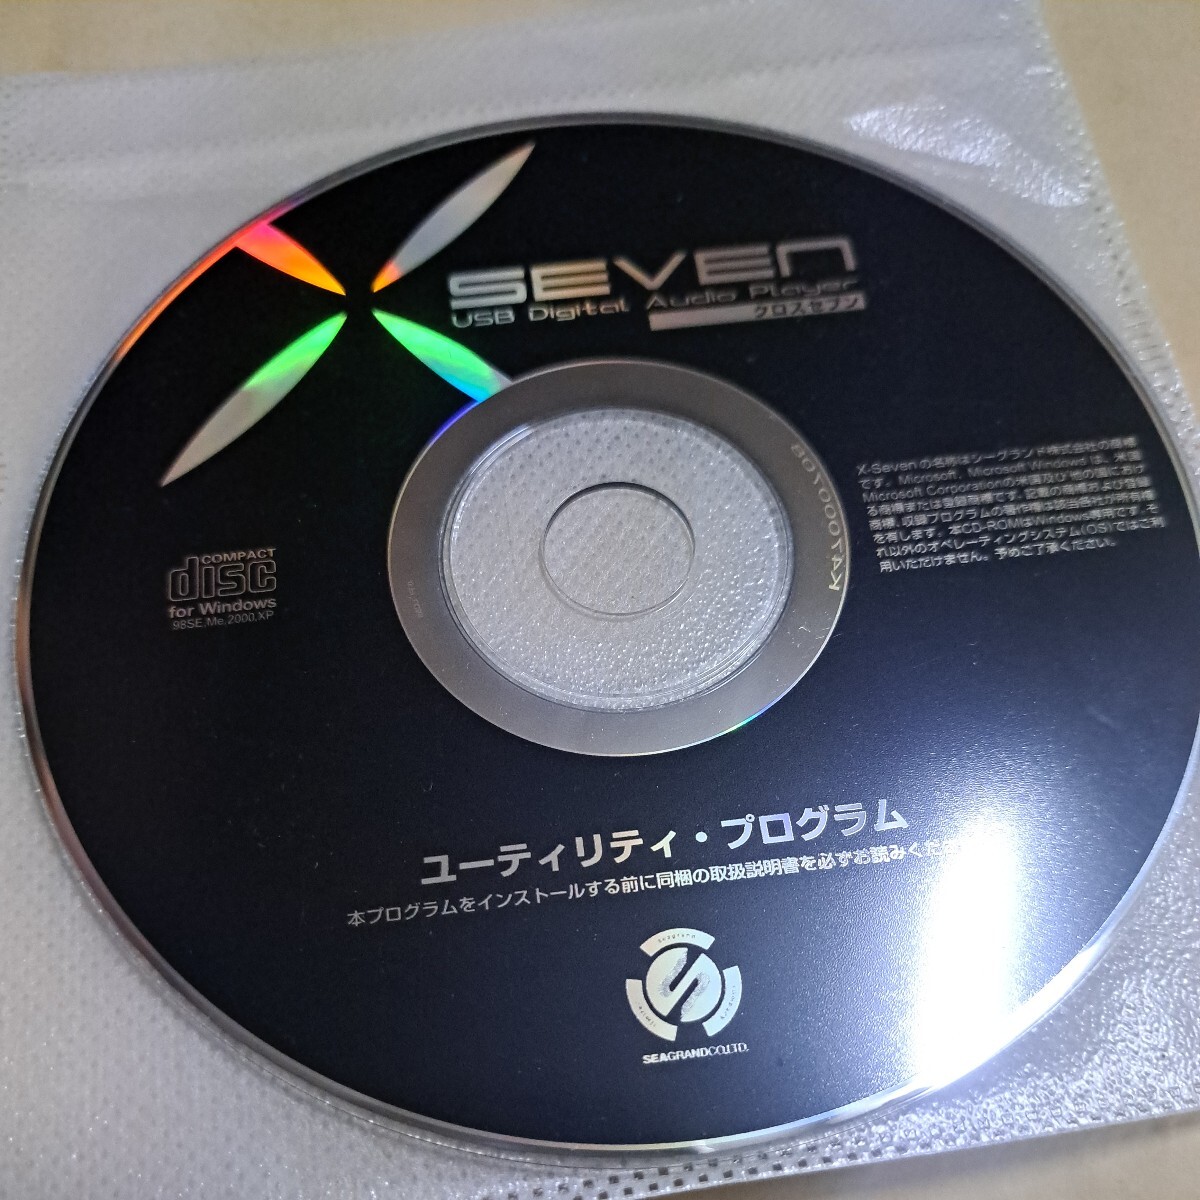 SEVEN
USB Digital Audio Player
クロスセブン
X-Sevenの名称はシーグランド株式会社の商標
です。Microsoft、Microsoft Windowsは、米国
Microsoft Corporationの米国及び他の国におけ
る商標または登録商標です。記載の商標および登録
商標、収録プログラムの著作権は該当各社が所有権
を有します。本CD-ROMはWindows専用です。そ
れ以外のオペレーティングシステム(OS)ではご利
用いただけません。予めご了承ください。
COMPACT
disc
for Windows
98SE,Me,2000,XP
K47000708
ユーティリティ・プログラム
本プログラムをインストールする前に同梱の取扱説明書を必ずお読みくだ
Seagrand
SEAGRAND CO.,LTD.